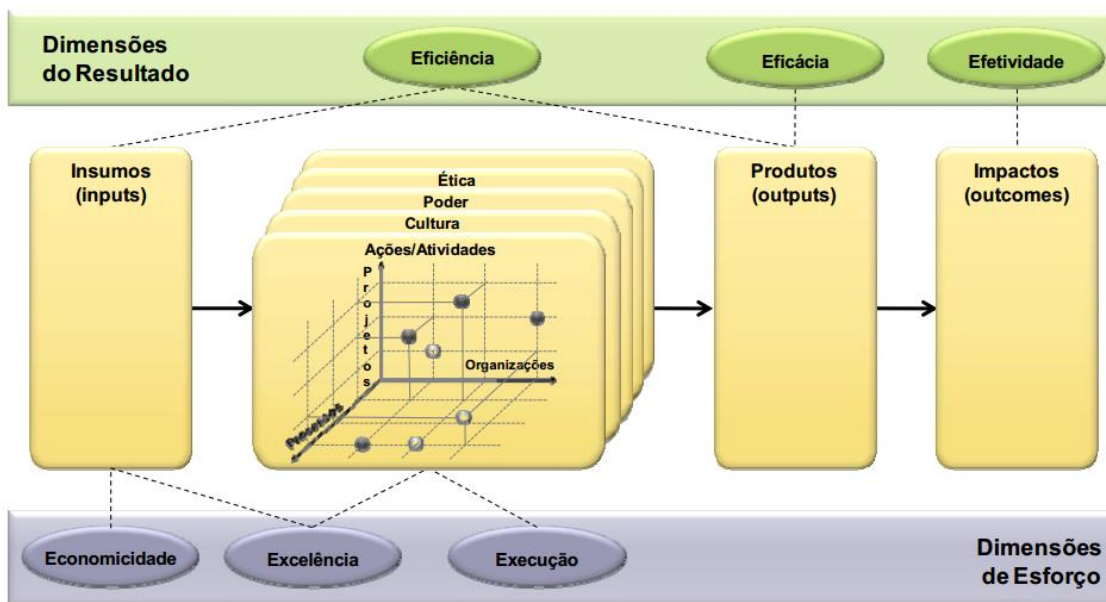 Dimensões
do Resultado
Eficiência
Eficácia
Efetividade
Insumos
(inputs)
Ética
Poder
Cultura
Ações/Atividades
Projetos
Organizações
Processos
Produtos
(outputs)
Impactos
(outcomes)
Economicidade
Excelência
Execução
Dimensões
de Esforço